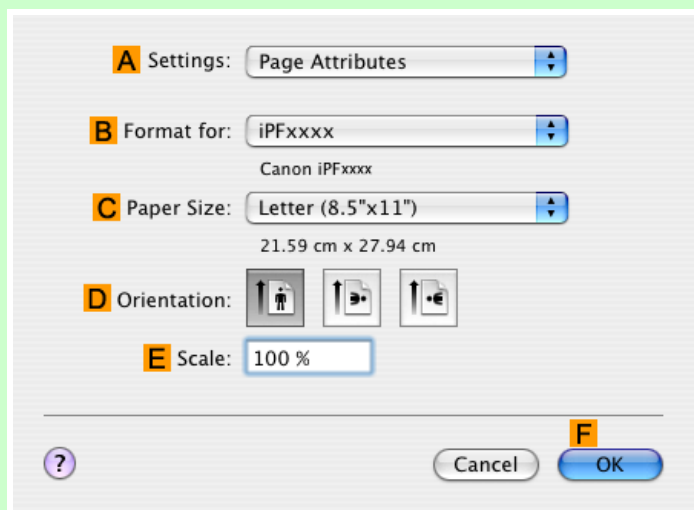 A Settings: Page Attributes
B Format for: iPFxxxx
Canon iPFxxxx
C Paper Size: Letter (8.5"x11")
21.59 cm x 27.94 cm
D Orientation:
E Scale: 100 %
F
? Cancel OK